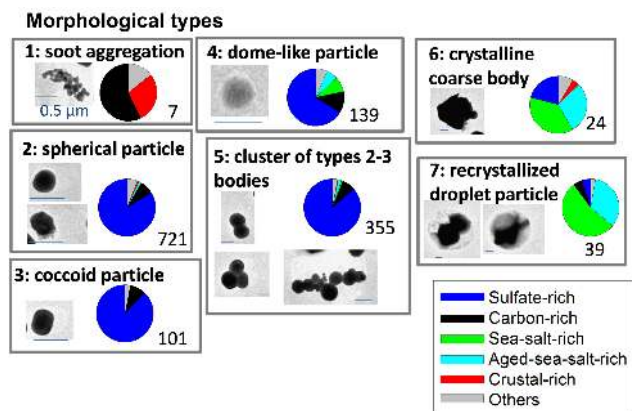 Morphological types
1: soot aggregation
0.5 μm
7
2: spherical particle
721
3: coccoid particle
101
4: dome-like particle
139
5: cluster of types 2-3
bodies
355
6: crystalline
coarse body
24
7: recrystallized
droplet particle
39
Sulfate-rich
Carbon-rich
Sea-salt-rich
Aged-sea-salt-rich
Crustal-rich
Others